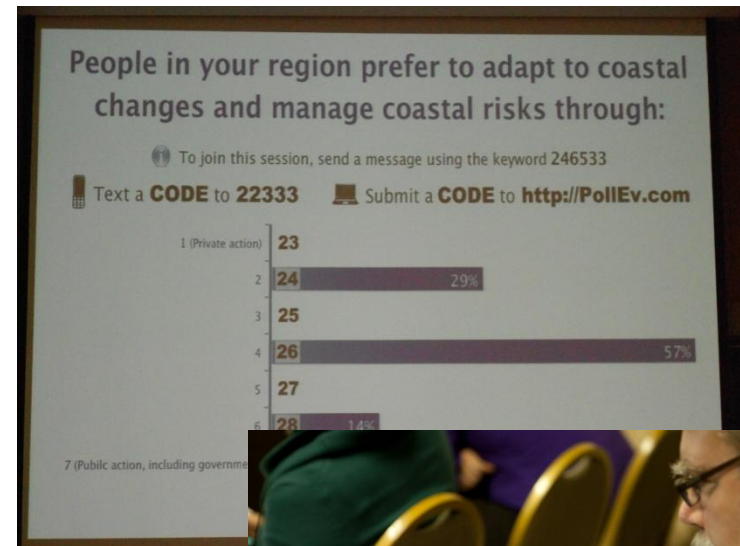 People in your region prefer to adapt to coastal
changes and manage coastal risks through:
To join this session, send a message using the keyword 246533
Text a CODE to 22333 Submit a CODE to http://PollEv.com
1 (Private action) 23
2 24 29%
3 25
4 26 57%
5 27
6 28 14%
7 (Public action, including